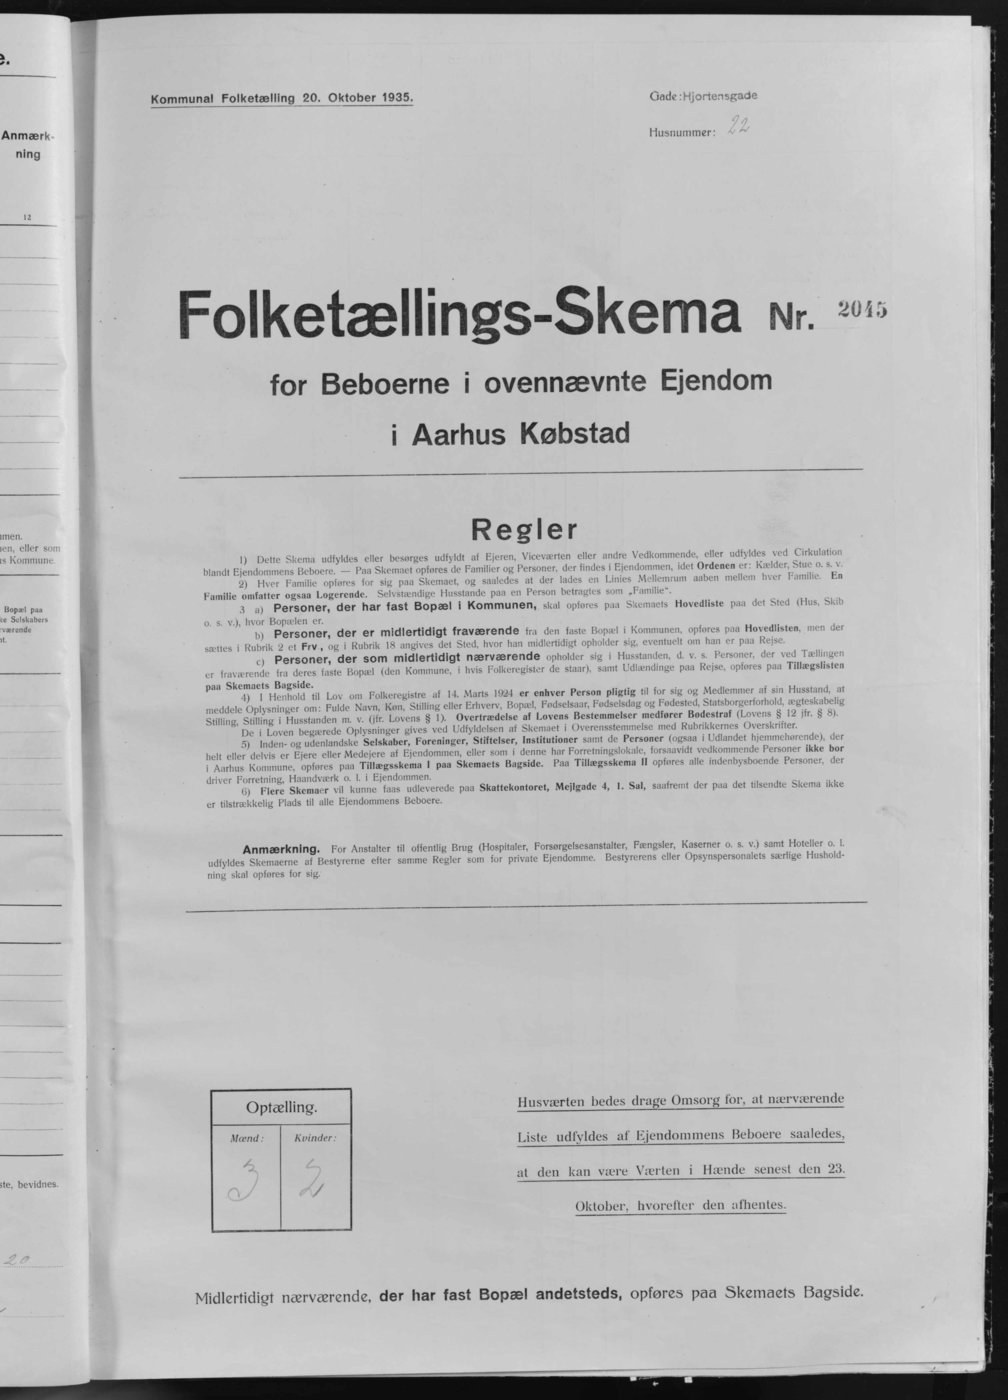 e.
Anmærk-
ning
12
mmen.
nen, eller som
us Kommune.
Bopæl paa
ke Selskabers
værende
nt.
ste, bevidnes.
20
Kommunal Folketælling 20. Oktober 1935.
Gade: Hjortensgade
Husnummer: 22
Folketællings-Skema Nr. 2045
for Beboerne i ovennævnte Ejendom
i Aarhus Købstad
Regler
1) Dette Skema udfyldes eller besørges udfyldt af Ejeren, Viceværten eller andre Vedkommende, eller udfyldes ved Cirkulation
blandt Ejendommens Beboere. — Paa Skemaet opføres de Familier og Personer, der findes i Ejendommen, idet Ordenen er: Kælder, Stue o. s. v.
2) Hver Familie opføres for sig paa Skemaet, og saaledes at der lades en Linies Mellemrum aaben mellem hver Familie. En
Familie omfatter ogsaa Logerende. Selvstændige Husstande paa en Person betragtes som „Familie“.
3 a) Personer, der har fast Bopæl i Kommunen, skal opføres paa Skemaets Hovedliste paa det Sted (Hus, Skib
o. s. v.), hvor Bopælen er.
b) Personer, der er midlertidigt fraværende fra den faste Bopæl i Kommunen, opføres paa Hovedlisten, men der
sættes i Rubrik 2 et Frv., og i Rubrik 18 angives det Sted, hvor han midlertidigt opholder sig, eventuelt om han er paa Rejse.
c) Personer, der som midlertidigt nærværende opholder sig i Husstanden, d. v. s. Personer, der ved Tællingen
er fraværende fra deres faste Bopæl (den Kommune, i hvis Folkeregister de staar), samt Udlændinge paa Rejse, opføres paa Tillægslisten
paa Skemaets Bagside.
4) I Henhold til Lov om Folkeregistre af 14. Marts 1924 er enhver Person pligtig til for sig og Medlemmer af sin Husstand, at
meddele Oplysninger om: Fulde Navn, Køn, Stilling eller Erhverv, Bopæl, Fødselsaar, Fødselsdag og Fødested, Statsborgerforhold, ægteskabelig
Stilling, Stilling i Husstanden m. v. (jfr. Lovens § 1). Overtrædelse af Lovens Bestemmelser medfører Bødestraf (Lovens § 12 jfr. § 8).
De i Loven begærede Oplysninger gives ved Udfyldelsen af Skemaet i Overensstemmelse med Rubrikkernes Overskrifter.
5) Inden- og udenlandske Selskaber, Foreninger, Stiftelser, Institutioner samt de Personer (ogsaa i Udlandet hjemmehørende), der
helt eller delvis er Ejere eller Medejere af Ejendommen, eller som i denne har Forretningslokale, forsaavidt vedkommende Personer ikke bor
i Aarhus Kommune, opføres paa Tillægsskema I paa Skemaets Bagside. Paa Tillægsskema II opføres alle indenbysboende Personer, der
driver Forretning, Haandværk o. l. i Ejendommen.
6) Flere Skemaer vil kunne faas udleverede paa Skattekontoret, Mejlgade 4, 1. Sal, saafremt der paa det tilsendte Skema ikke
er tilstrækkelig Plads til alle Ejendommens Beboere.
Anmærkning. For Anstalter til offentlig Brug (Hospitaler, Forsørgelsesanstalter, Fængsler, Kaserner o. s. v.) samt Hoteller o. l.
udfyldes Skemaerne af Bestyrerne efter samme Regler som for private Ejendomme. Bestyrerens eller Opsynspersonalets særlige Hushold-
ning skal opføres for sig.
Optælling.
Mænd: Kvinder:
3 2
Husværten bedes drage Omsorg for, at nærværende
Liste udfyldes af Ejendommens Beboere saaledes,
at den kan være Værten i Hænde senest den 23.
Oktober, hvorefter den afhentes.
Midlertidigt nærværende, der har fast Bopæl andetsteds, opføres paa Skemaets Bagside.